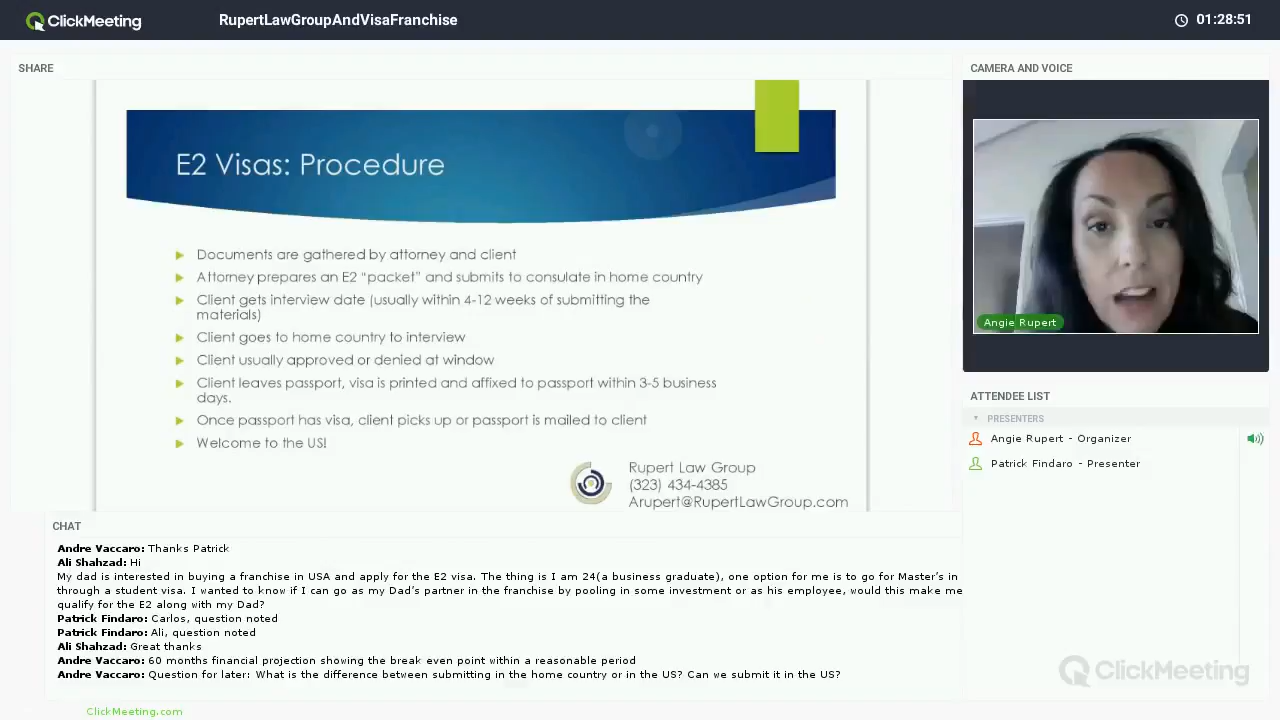 ClickMeeting
RupertLawGroupAndVisaFranchise
01:28:51
SHARE
E2 Visas: Procedure
Documents are gathered by attorney and client
Attorney prepares an E2 “packet” and submits to consulate in home country
Client gets interview date (usually within 4-12 weeks of submitting the
materials)
Client goes to home country to interview
Client usually approved or denied at window
Client leaves passport, visa is printed and affixed to passport within 3-5 business
days.
Once passport has visa, client picks up or passport is mailed to client
Welcome to the US!
Rupert Law Group
(323) 434-4385
Arupert@RupertLawGroup.com
CAMERA AND VOICE
Angie Rupert
ATTENDEE LIST
PRESENTERS
Angie Rupert - Organizer
Patrick Findaro - Presenter
CHAT
Andre Vaccaro: Thanks Patrick
Ali Shahzad: Hi
My dad is interested in buying a franchise in USA and apply for the E2 visa. The thing is I am 24(a business graduate), one option for me is to go for Master's in
through a student visa. I wanted to know if I can go as my Dad's partner in the franchise by pooling in some investment or as his employee, would this make me
qualify for the E2 along with my Dad?
Patrick Findaro: Carlos, question noted
Patrick Findaro: Ali, question noted
Ali Shahzad: Great thanks
Andre Vaccaro: 60 months financial projection showing the break even point within a reasonable period
Andre Vaccaro: Question for later: What is the difference between submitting in the home country or in the US? Can we submit it in the US?
ClickMeeting
ClickMeeting.com